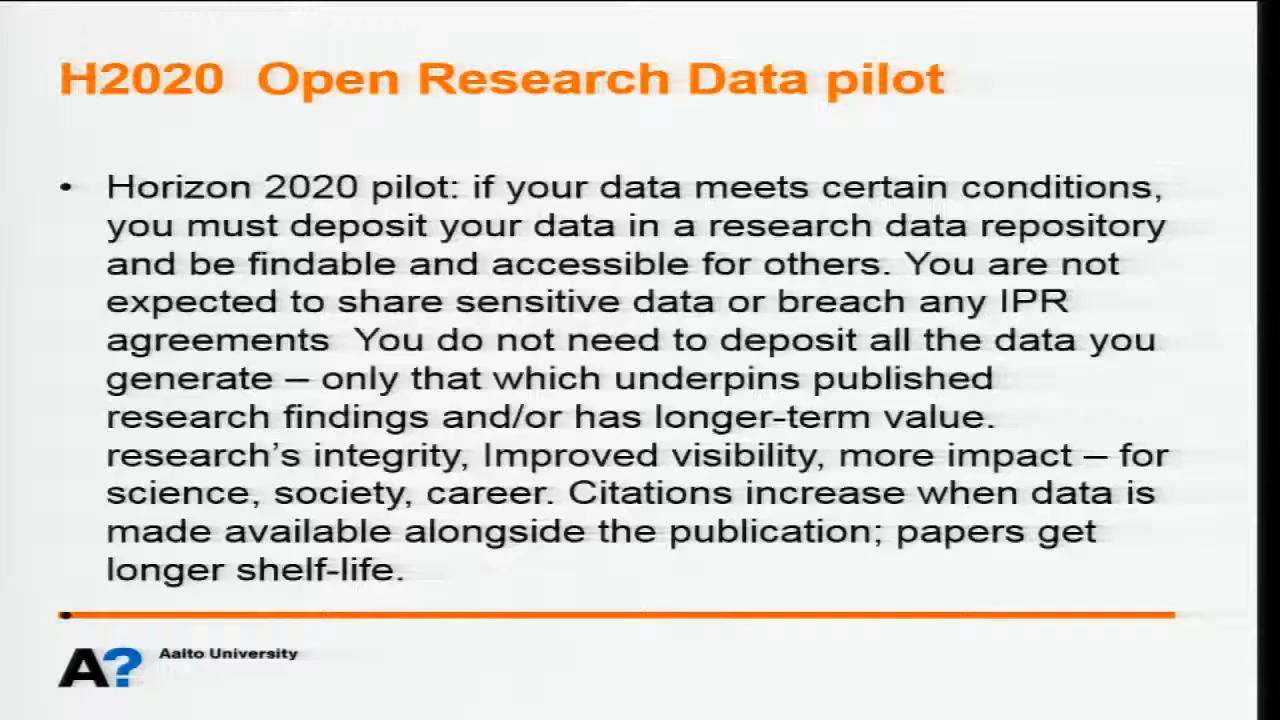 H2020 Open Research Data pilot
• Horizon 2020 pilot: if your data meets certain conditions,
you must deposit your data in a research data repository
and be findable and accessible for others. You are not
expected to share sensitive data or breach any IPR
agreements You do not need to deposit all the data you
generate – only that which underpins published
research findings and/or has longer-term value.
research's integrity, Improved visibility, more impact – for
science, society, career. Citations increase when data is
made available alongside the publication; papers get
longer shelf-life.
A?
Aalto University